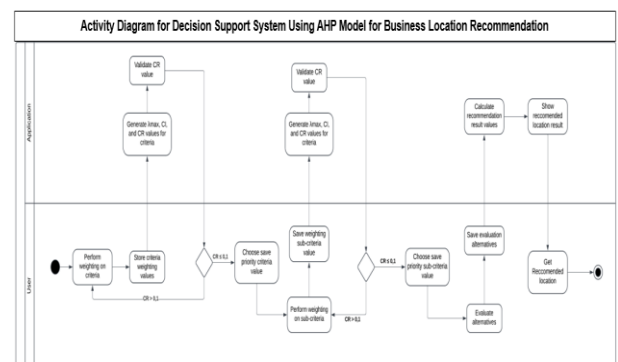 Activity Diagram for Decision Support System Using AHP Model for Business Location Recommendation
Application
Validate CR
value
Generate λmax, CI,
and CR values for
criteria
Validate CR
value
Generate λmax, CI,
and CR values for
criteria
Calculate
recommendation
result values
Show
reccomended
location result
User
Perform
weighting on
criteria
Store criteria
weighting
values
CR ≤ 0,1
CR > 0,1
Choose save
priority criteria
value
Save weighting
sub-criteria
value
Perform weighting
on sub-criteria
CR ≤ 0,1
CR > 0,1
Choose save
priority sub-criteria
value
Save evaluation
alternatives
Evaluate
alternatives
Get
Reccomended
location